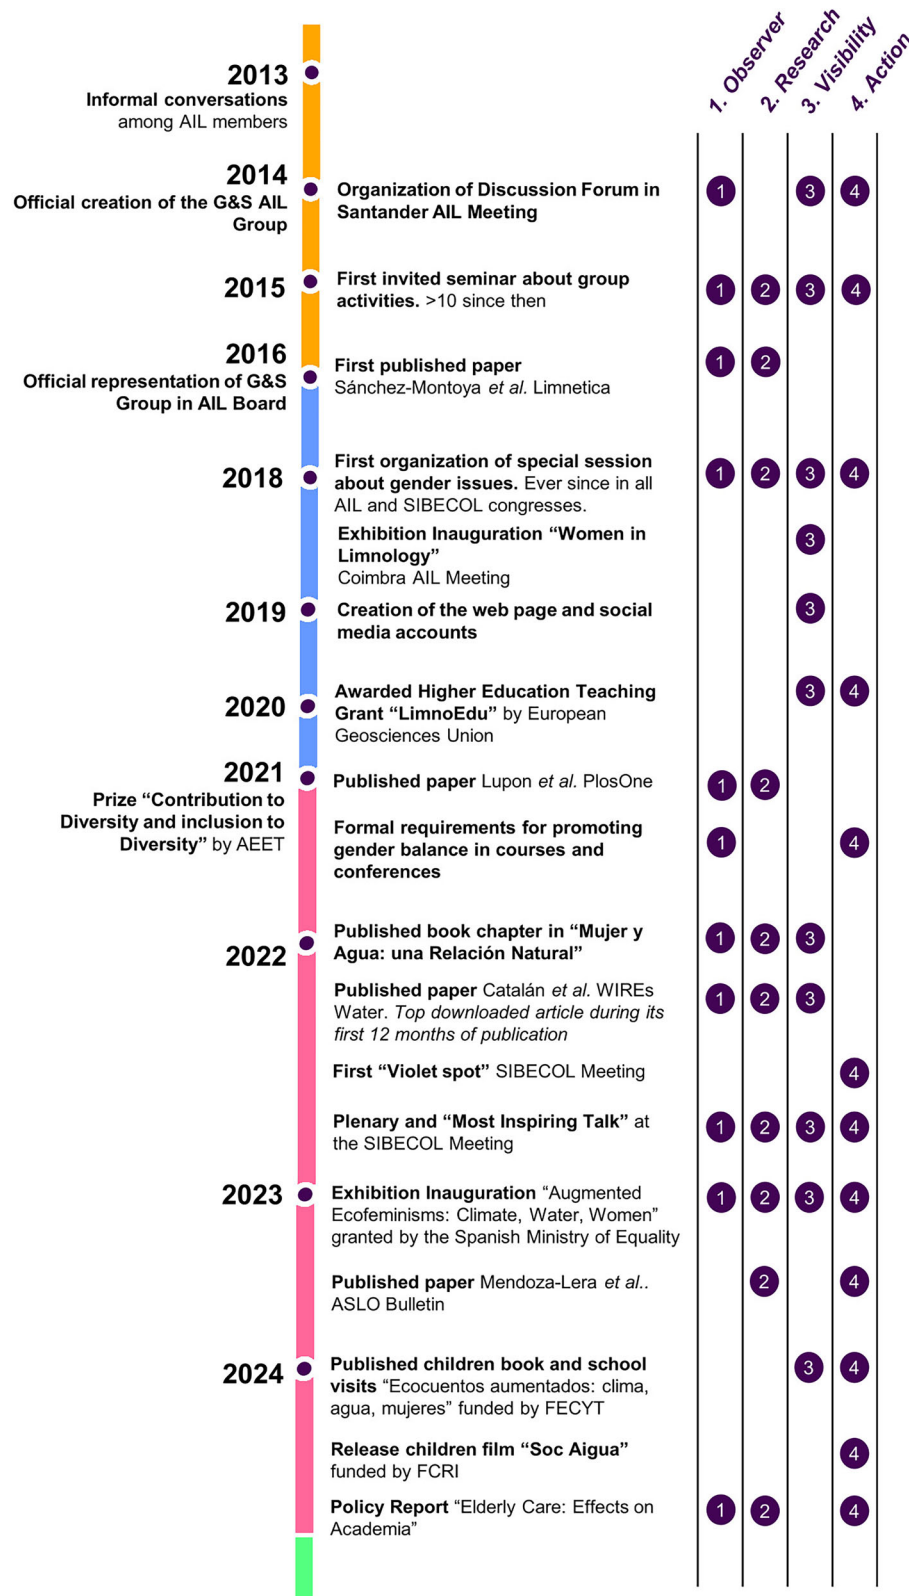 1. Observer
2. Research
3. Visibility
4. Action
2013
Informal conversations
among AIL members
2014
Official creation of the G&S AIL
Group
Organization of Discussion Forum in
Santander AIL Meeting
1 3 4
2015
First invited seminar about group
activities. >10 since then
1 2 3 4
2016
Official representation of G&S
Group in AIL Board
First published paper
Sánchez-Montoya et al. Limnetica
1 2
2018
First organization of special session
about gender issues. Ever since in all
AIL and SIBECOL congresses.
1 2 3 4
Exhibition Inauguration “Women in
Limnology”
Coimbra AIL Meeting
3
2019
Creation of the web page and social
media accounts
3
2020
Awarded Higher Education Teaching
Grant “LimnoEdu” by European
Geosciences Union
3 4
2021
Prize “Contribution to
Diversity and inclusion to
Diversity” by AEET
Published paper Lupon et al. PlosOne
1 2
Formal requirements for promoting
gender balance in courses and
conferences
1 4
2022
Published book chapter in “Mujer y
Agua: una Relación Natural”
1 2 3
Published paper Catalán et al. WIREs
Water. Top downloaded article during its
first 12 months of publication
1 2 3
First “Violet spot” SIBECOL Meeting
4
Plenary and “Most Inspiring Talk” at
the SIBECOL Meeting
1 2 3 4
2023
Exhibition Inauguration “Augmented
Ecofeminisms: Climate, Water, Women”
granted by the Spanish Ministry of Equality
1 2 3 4
Published paper Mendoza-Lera et al..
ASLO Bulletin
2 4
2024
Published children book and school
visits “Ecocuentos aumentados: clima,
agua, mujeres” funded by FECYT
3 4
Release children film “Soc Aigua”
funded by FCRI
4
Policy Report “Elderly Care: Effects on
Academia”
1 2 4